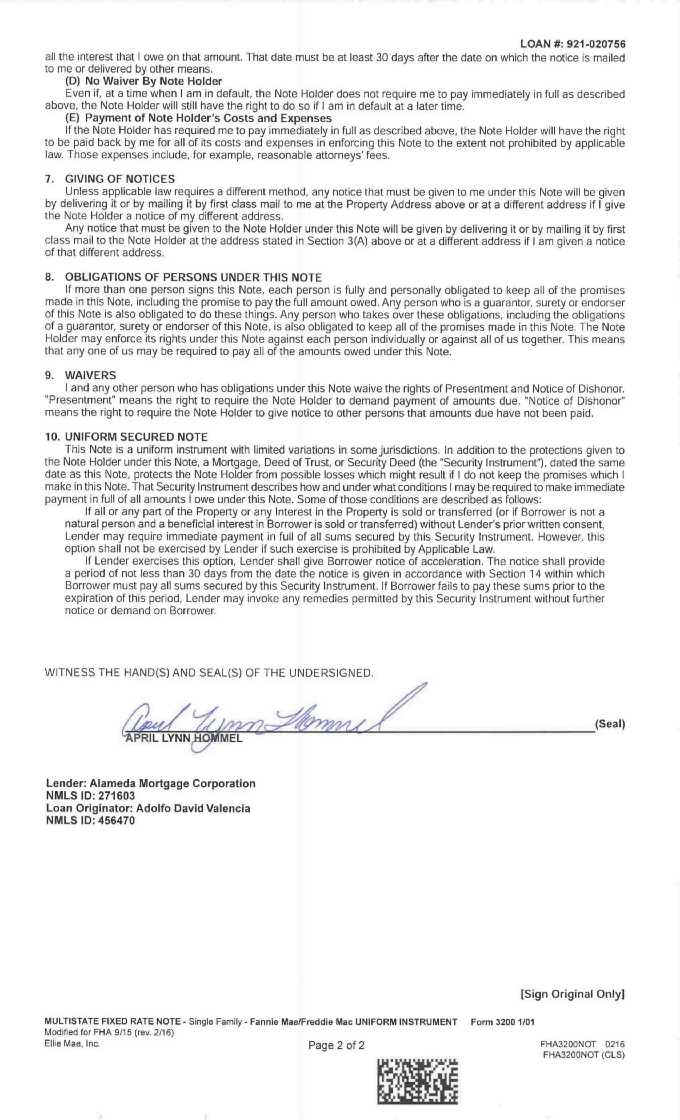 LOAN #: 921-020756
all the interest that I owe on that amount. That date must be at least 30 days after the date on which the notice is mailed
to me or delivered by other means.
(D) No Waiver By Note Holder
Even if, at a time when I am in default, the Note Holder does not require me to pay immediately in full as described
above, the Note Holder will still have the right to do so if I am in default at a later time.
(E) Payment of Note Holder's Costs and Expenses
If the Note Holder has required me to pay immediately in full as described above, the Note Holder will have the right
to be paid back by me for all of its costs and expenses in enforcing this Note to the extent not prohibited by applicable
law. Those expenses include, for example, reasonable attorneys' fees.
7. GIVING OF NOTICES
Unless applicable law requires a different method, any notice that must be given to me under this Note will be given
by delivering it or by mailing it by first class mail to me at the Property Address above or at a different address if I give
the Note Holder a notice of my different address.
Any notice that must be given to the Note Holder under this Note will be given by delivering it or by mailing it by first
class mail to the Note Holder at the address stated in Section 3(A) above or at a different address if I am given a notice
of that different address.
8. OBLIGATIONS OF PERSONS UNDER THIS NOTE
If more than one person signs this Note, each person is fully and personally obligated to keep all of the promises
made in this Note, including the promise to pay the full amount owed. Any person who is a guarantor, surety or endorser
of this Note is also obligated to do these things. Any person who takes over these obligations, including the obligations
of a guarantor, surety or endorser of this Note, is also obligated to keep all of the promises made in this Note. The Note
Holder may enforce its rights under this Note against each person individually or against all of us together. This means
that any one of us may be required to pay all of the amounts owed under this Note.
9. WAIVERS
I and any other person who has obligations under this Note waive the rights of Presentment and Notice of Dishonor.
"Presentment" means the right to require the Note Holder to demand payment of amounts due. "Notice of Dishonor"
means the right to require the Note Holder to give notice to other persons that amounts due have not been paid.
10. UNIFORM SECURED NOTE
This Note is a uniform instrument with limited variations in some jurisdictions. In addition to the protections given to
the Note Holder under this Note, a Mortgage, Deed of Trust, or Security Deed (the "Security Instrument"), dated the same
date as this Note, protects the Note Holder from possible losses which might result if I do not keep the promises which I
make in this Note. That Security Instrument describes how and under what conditions I may be required to make immediate
payment in full of all amounts I owe under this Note. Some of those conditions are described as follows:
If all or any part of the Property or any Interest in the Property is sold or transferred (or if Borrower is not a
natural person and a beneficial interest in Borrower is sold or transferred) without Lender's prior written consent,
Lender may require immediate payment in full of all sums secured by this Security Instrument. However, this
option shall not be exercised by Lender if such exercise is prohibited by Applicable Law.
If Lender exercises this option, Lender shall give Borrower notice of acceleration. The notice shall provide
a period of not less than 30 days from the date the notice is given in accordance with Section 14 within which
Borrower must pay all sums secured by this Security Instrument. If Borrower fails to pay these sums prior to the
expiration of this period, Lender may invoke any remedies permitted by this Security Instrument without further
notice or demand on Borrower.
WITNESS THE HAND(S) AND SEAL(S) OF THE UNDERSIGNED.
April Lynn Hommel
(Seal)
APRIL LYNN HOMMEL
Lender: Alameda Mortgage Corporation
NMLS ID: 271603
Loan Originator: Adolfo David Valencia
NMLS ID: 456470
[Sign Original Only]
MULTISTATE FIXED RATE NOTE - Single Family - Fannie Mae/Freddie Mac UNIFORM INSTRUMENT Form 3200 1/01
Modified for FHA 9/15 (rev. 2/16)
Ellie Mae, Inc.
Page 2 of 2
FHA3200NOT 0216
FHA3200NOT (CLS)